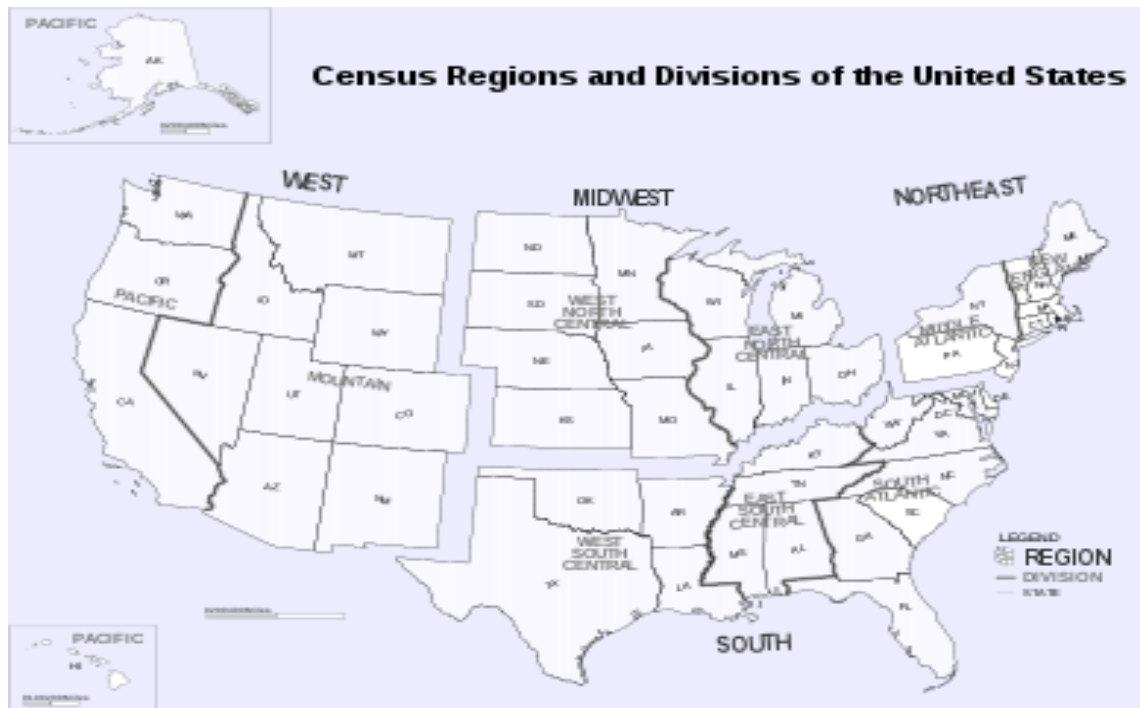 PACIFIC
AK
Census Regions and Divisions of the United States
WEST
MIDWEST
NORTHEAST
WA
MT
ND
MN
ME
OR
PACIFIC
ID
WY
SD
WEST
NORTH
CENTRAL
WI
MI
EAST
NORTH
CENTRAL
NEW
ENGLAND
NH
MIDDLE
ATLANTIC
PA
NJ
NV
UT
MOUNTAIN
CO
CA
NE
IA
KS
MO
IL
IN
OH
WV
DE
DC
VA
KY
AZ
NM
OK
AR
TN
EAST
SOUTH
CENTRAL
SOUTH
ATLANTIC
NC
SC
WEST
SOUTH
CENTRAL
TX
LA
MS
AL
GA
FL
SOUTH
LEGEND
REGION
DIVISION
STATE
PACIFIC
HI